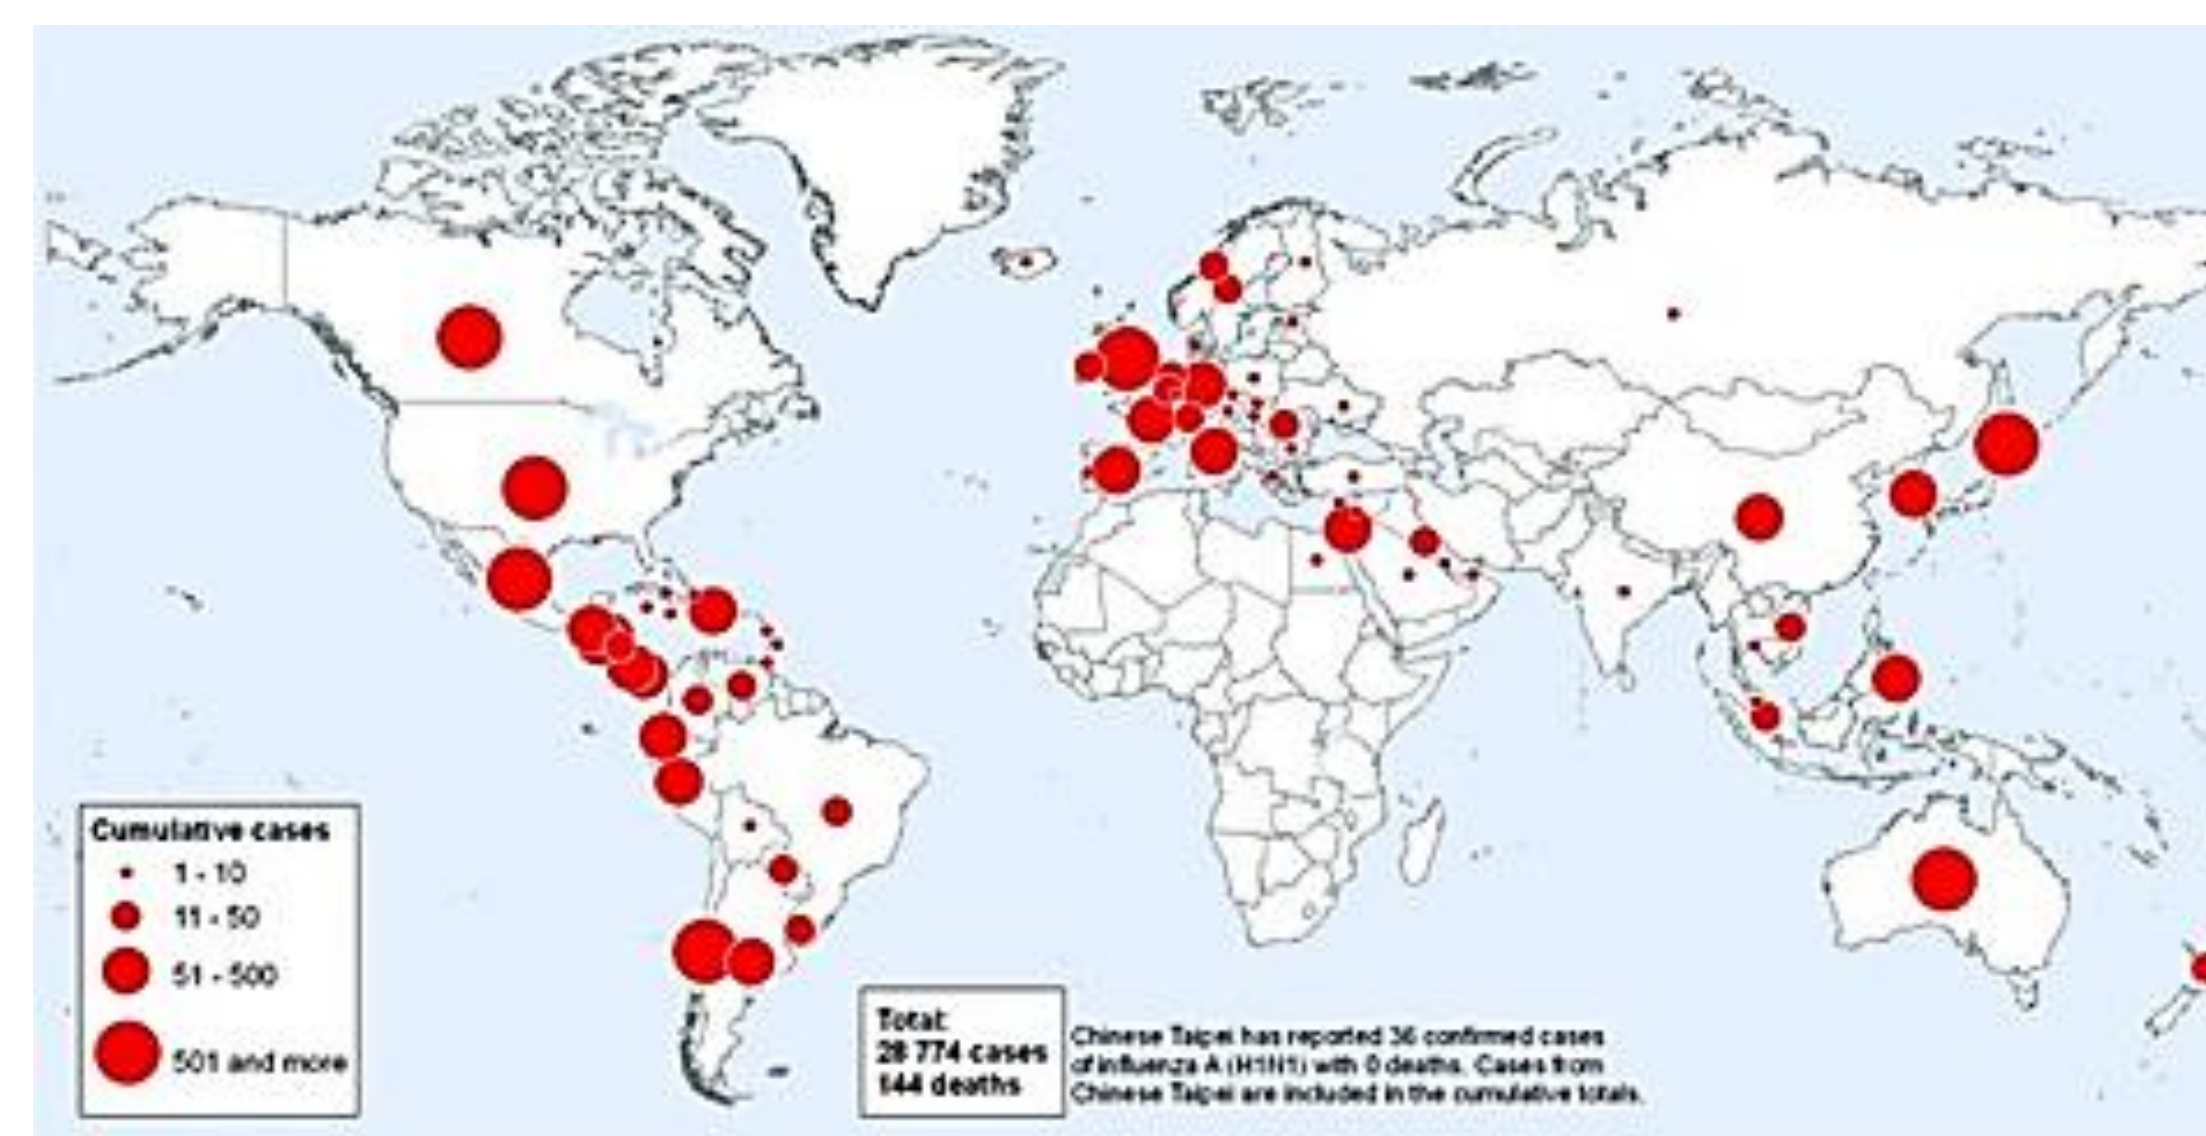 Cumulative cases
1 - 10
11 - 50
51 - 500
501 and more
Total:
28 774 cases
144 deaths
Chinese Taipei has reported 36 confirmed cases
of influenza A (H1N1) with 0 deaths. Cases from
Chinese Taipei are included in the cumulative totals.